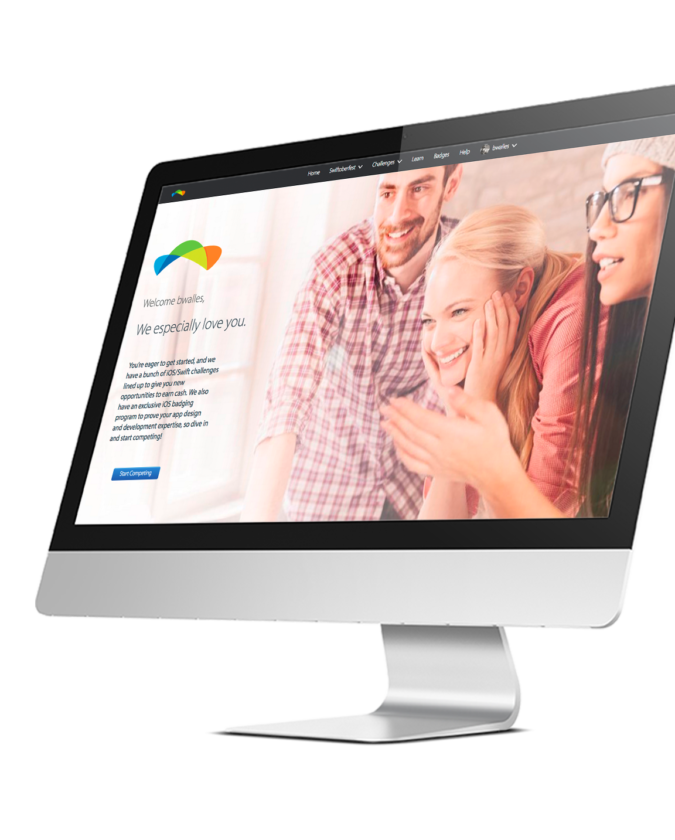 Home Swiftoberfest Challenges Learn Badges Help bwalles
Welcome bwalles,
We especially love you.
You're eager to get started, and we
have a bunch of iOS/Swift challenges
lined up to give you new
opportunities to earn cash. We also
have an exclusive iOS badging
program to prove your app design
and development expertise, so dive in
and start competing!
Start Competing